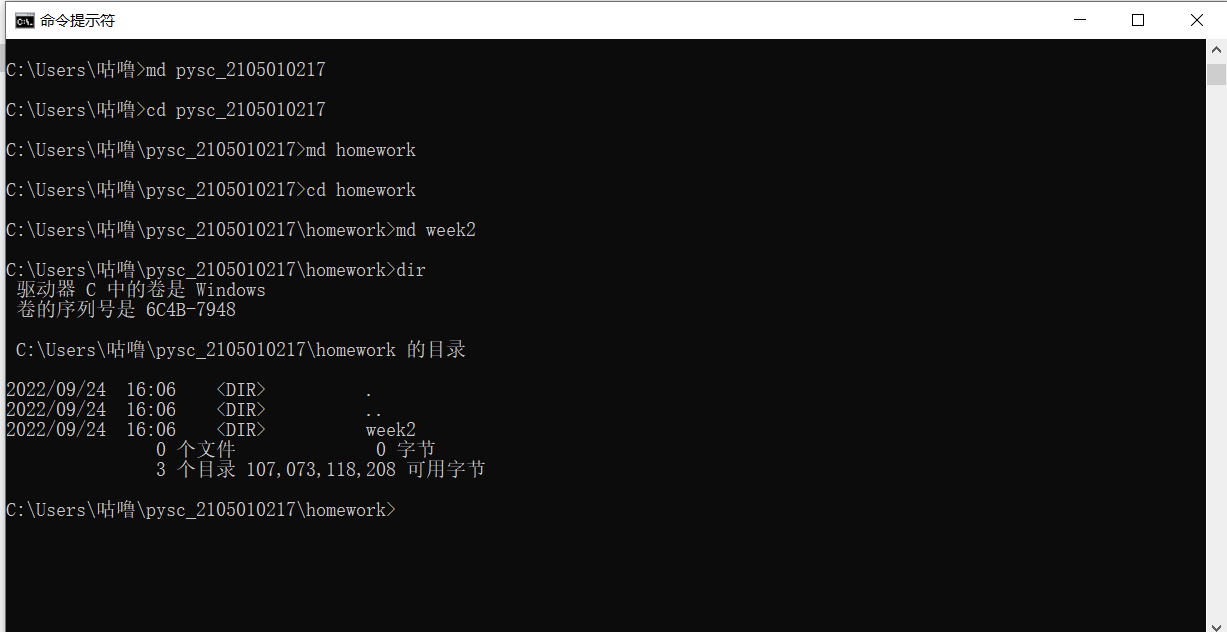 命令提示符
C:\Users\咕噜>md pysc_2105010217
C:\Users\咕噜>cd pysc_2105010217
C:\Users\咕噜\pysc_2105010217>md homework
C:\Users\咕噜\pysc_2105010217>cd homework
C:\Users\咕噜\pysc_2105010217\homework>md week2
C:\Users\咕噜\pysc_2105010217\homework>dir
驱动器 C 中的卷是 Windows
卷的序列号是 6C4B-7948
C:\Users\咕噜\pysc_2105010217\homework 的目录
2022/09/24  16:06    <DIR>          .
2022/09/24  16:06    <DIR>          ..
2022/09/24  16:06    <DIR>          week2
0 个文件              0 字节
3 个目录 107,073,118,208 可用字节
C:\Users\咕噜\pysc_2105010217\homework>